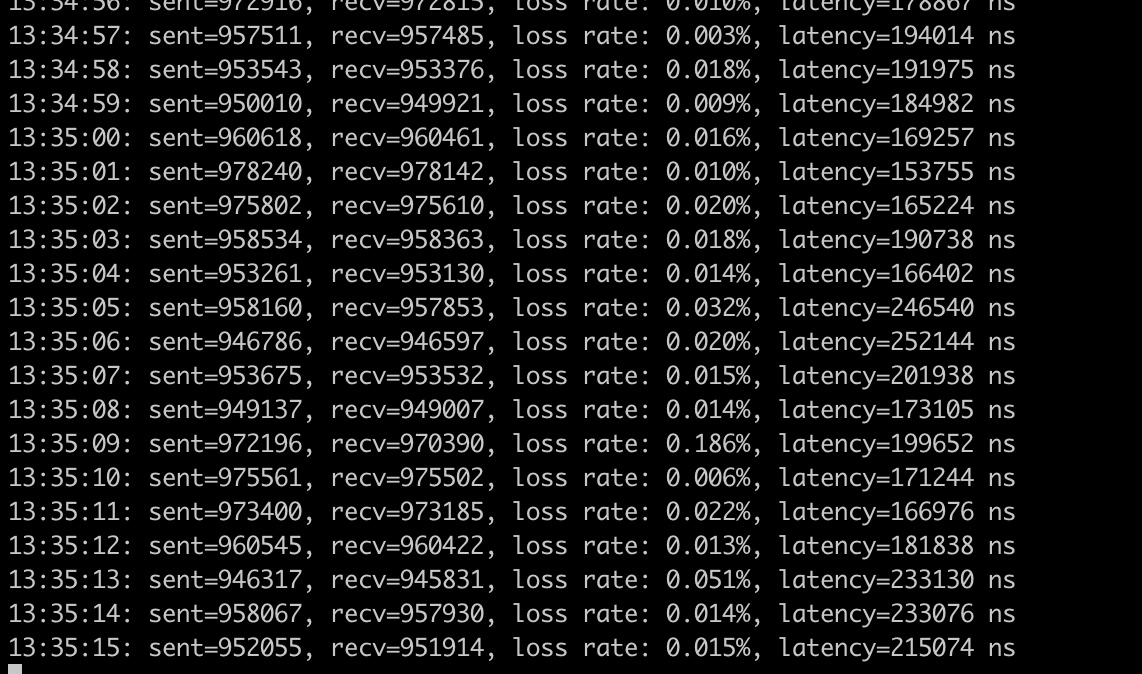 13:34:56: sent=972916, recv=972815, loss rate: 0.010%, latency=178867 ns
13:34:57: sent=957511, recv=957485, loss rate: 0.003%, latency=194014 ns
13:34:58: sent=953543, recv=953376, loss rate: 0.018%, latency=191975 ns
13:34:59: sent=950010, recv=949921, loss rate: 0.009%, latency=184982 ns
13:35:00: sent=960618, recv=960461, loss rate: 0.016%, latency=169257 ns
13:35:01: sent=978240, recv=978142, loss rate: 0.010%, latency=153755 ns
13:35:02: sent=975802, recv=975610, loss rate: 0.020%, latency=165224 ns
13:35:03: sent=958534, recv=958363, loss rate: 0.018%, latency=190738 ns
13:35:04: sent=953261, recv=953130, loss rate: 0.014%, latency=166402 ns
13:35:05: sent=958160, recv=957853, loss rate: 0.032%, latency=246540 ns
13:35:06: sent=946786, recv=946597, loss rate: 0.020%, latency=252144 ns
13:35:07: sent=953675, recv=953532, loss rate: 0.015%, latency=201938 ns
13:35:08: sent=949137, recv=949007, loss rate: 0.014%, latency=173105 ns
13:35:09: sent=972196, recv=970390, loss rate: 0.186%, latency=199652 ns
13:35:10: sent=975561, recv=975502, loss rate: 0.006%, latency=171244 ns
13:35:11: sent=973400, recv=973185, loss rate: 0.022%, latency=166976 ns
13:35:12: sent=960545, recv=960422, loss rate: 0.013%, latency=181838 ns
13:35:13: sent=946317, recv=945831, loss rate: 0.051%, latency=233130 ns
13:35:14: sent=958067, recv=957930, loss rate: 0.014%, latency=233076 ns
13:35:15: sent=952055, recv=951914, loss rate: 0.015%, latency=215074 ns